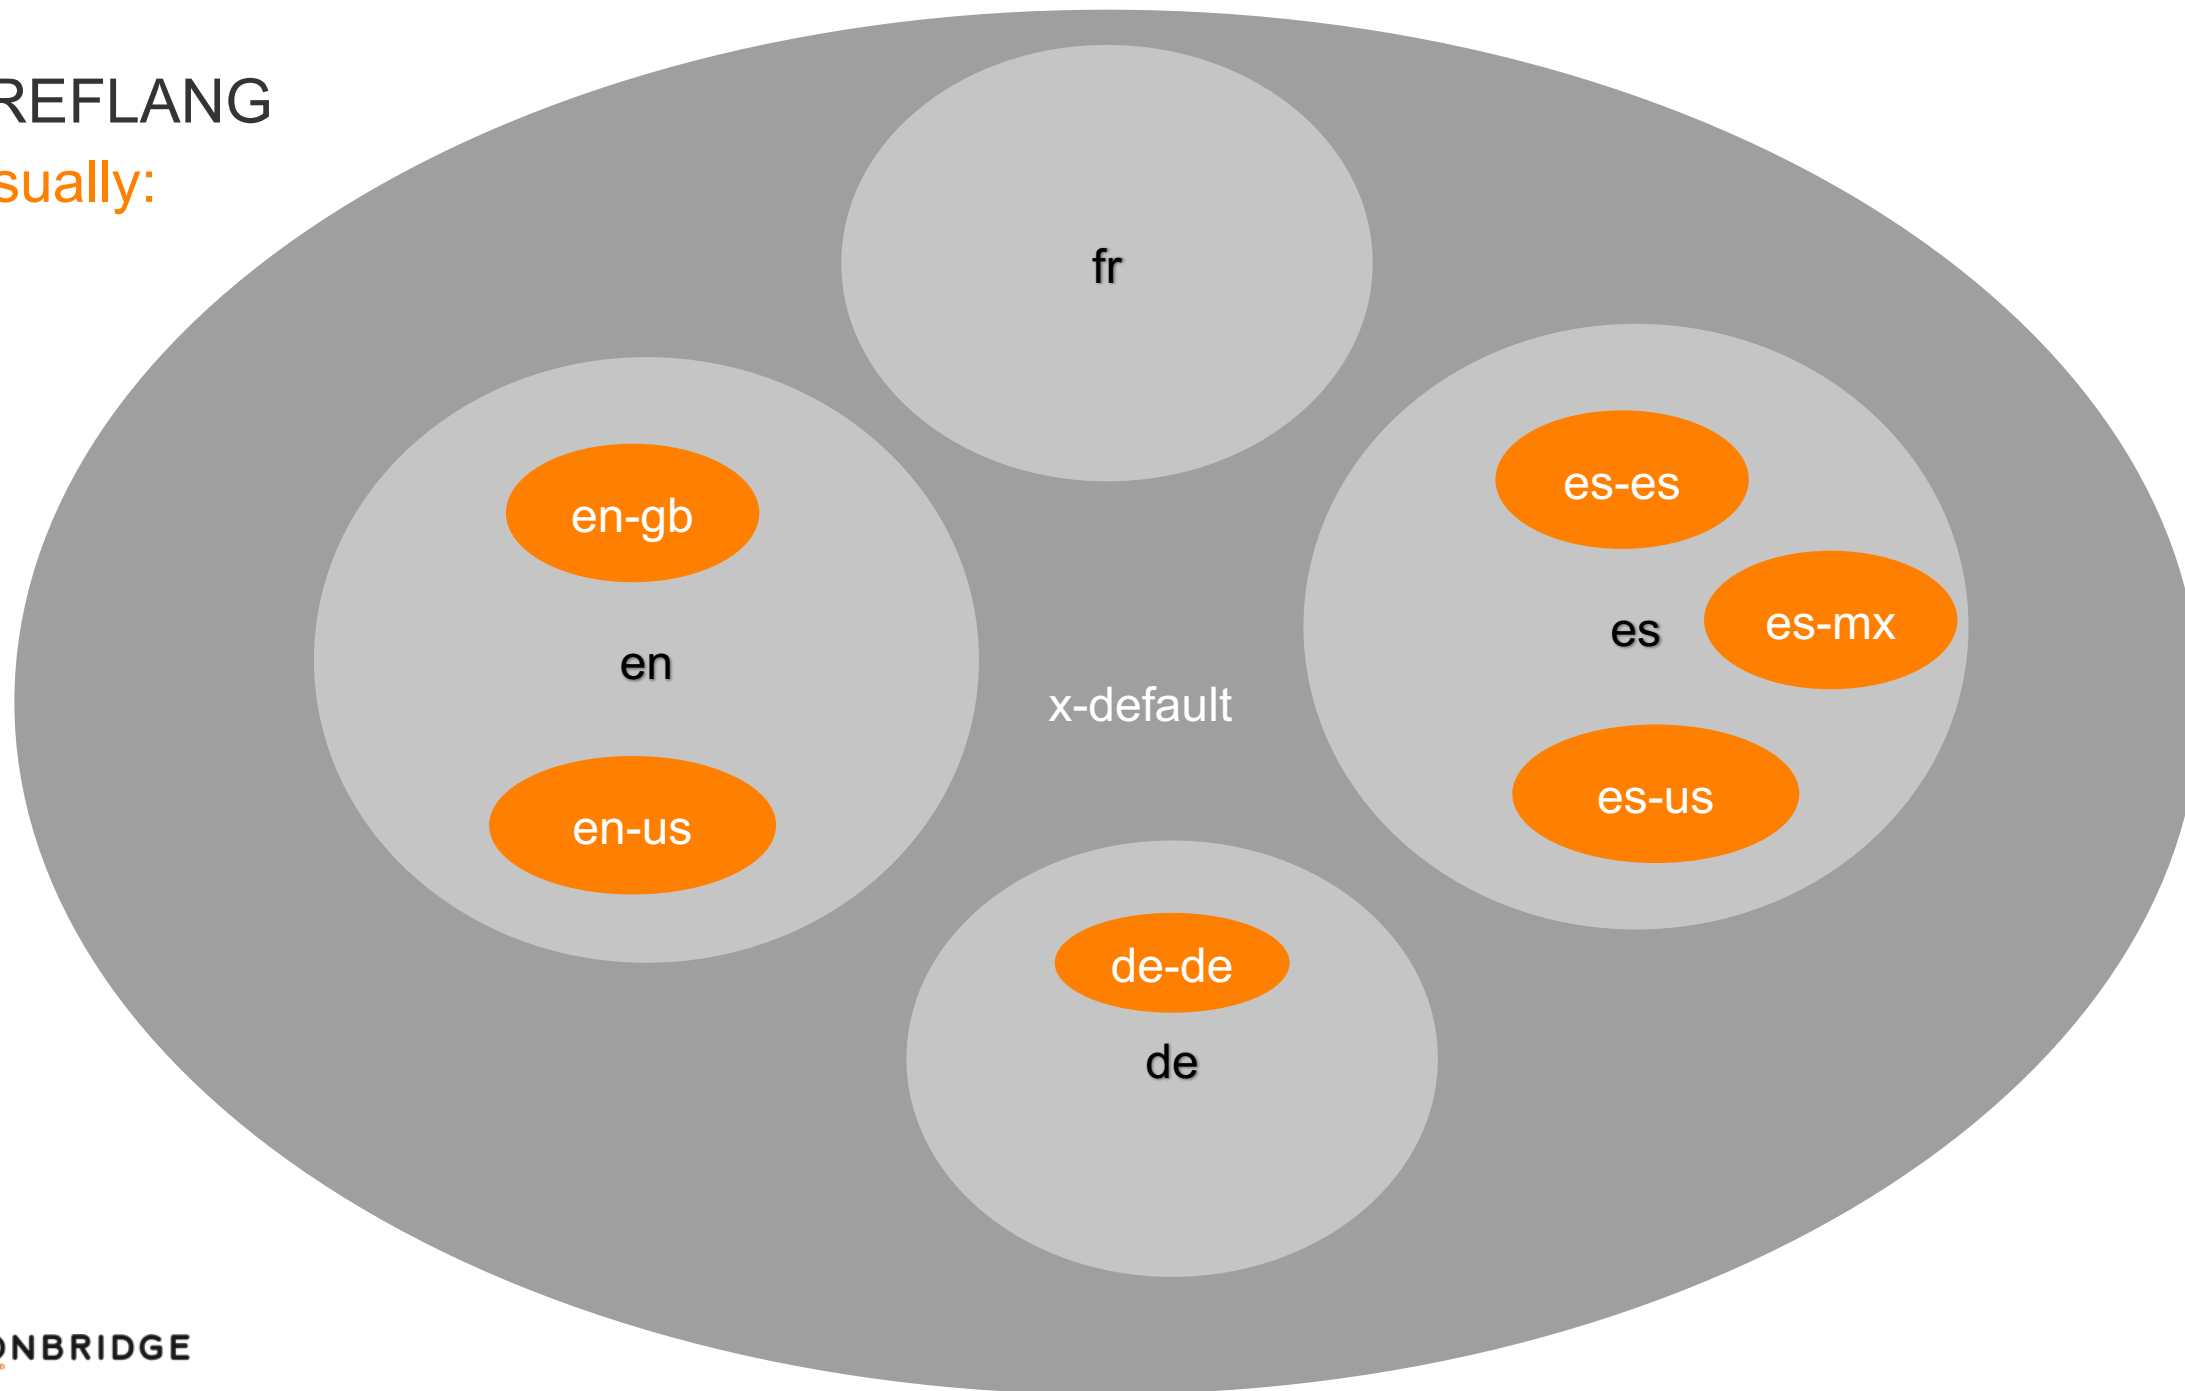 REFLANG
sually:
fr
es-es
en-gb
es-mx
es
en
x-default
es-us
en-us
de-de
de
ONBRIDGE